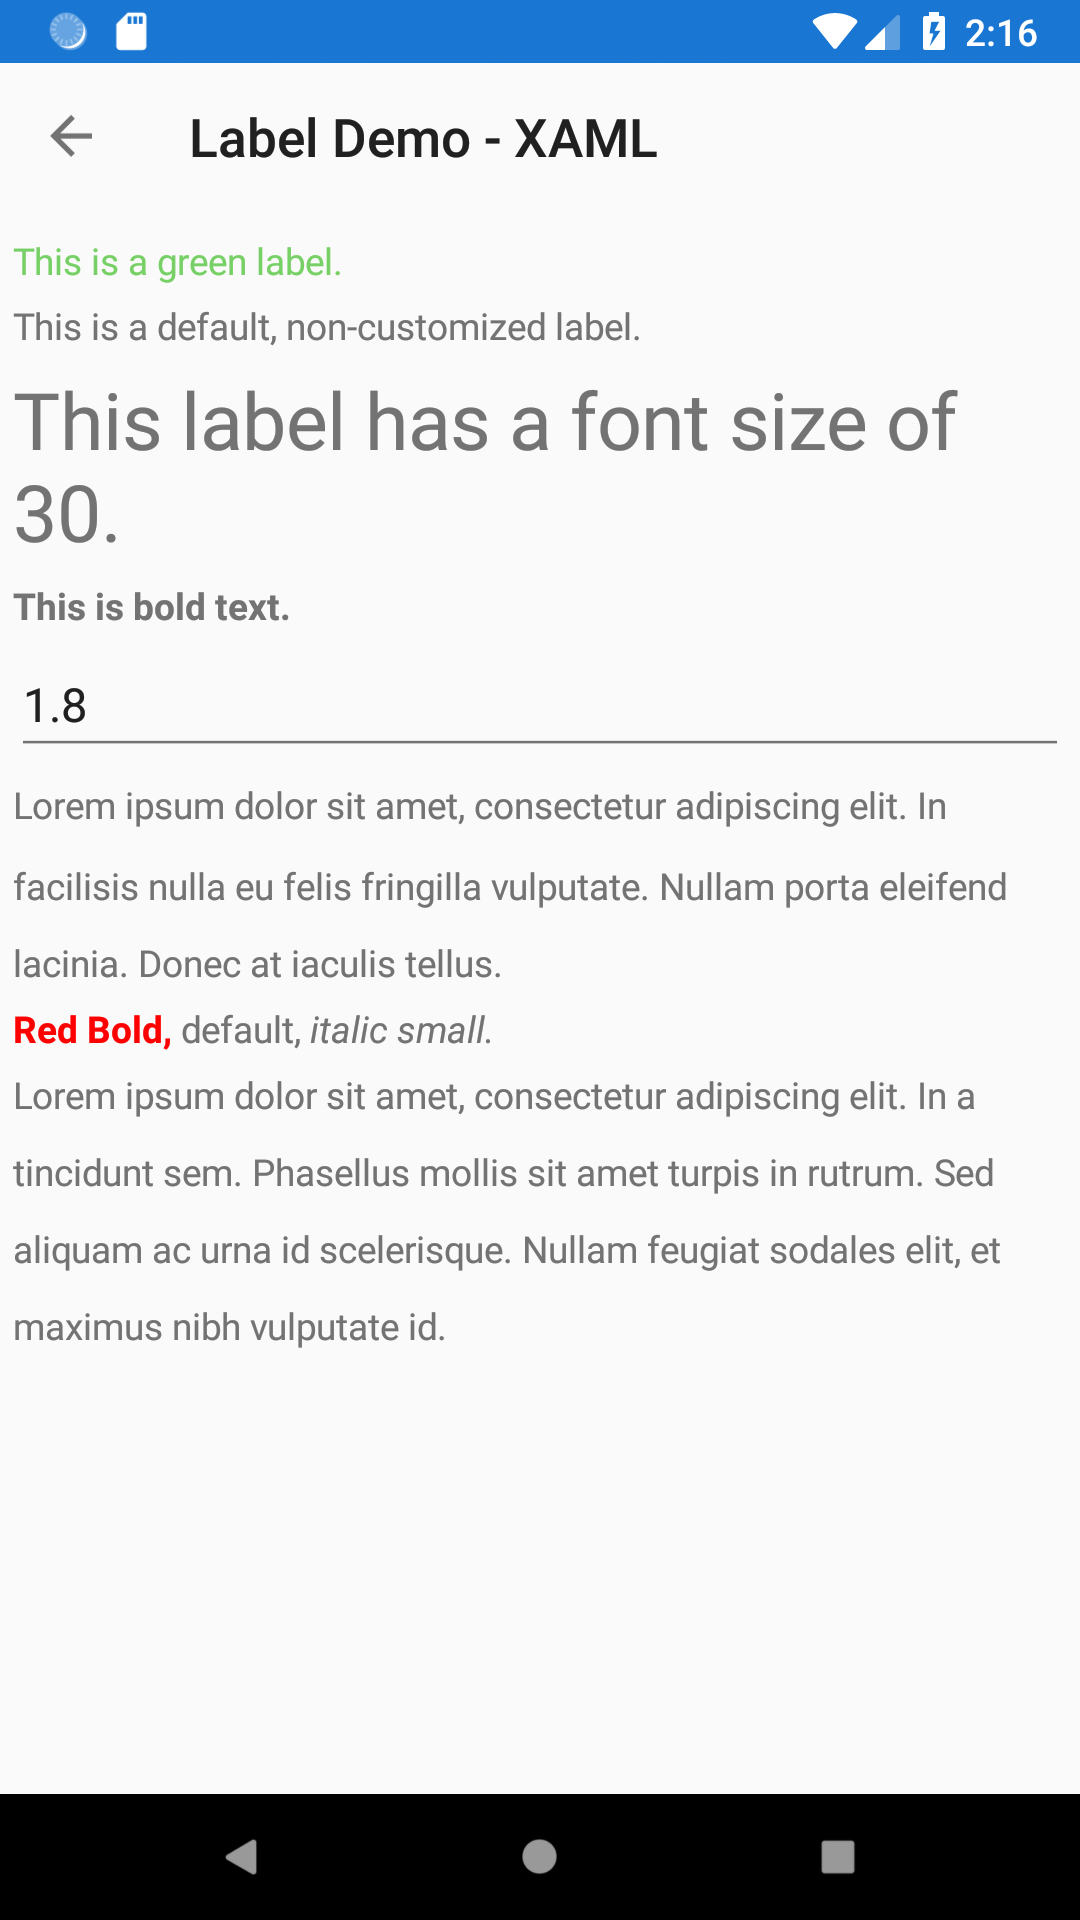 2:16
Label Demo - XAML
This is a green label.
This is a default, non-customized label.
This label has a font size of
30.
This is bold text.
1.8
Lorem ipsum dolor sit amet, consectetur adipiscing elit. In
facilisis nulla eu felis fringilla vulputate. Nullam porta eleifend
lacinia. Donec at iaculis tellus.
Red Bold, default, italic small.
Lorem ipsum dolor sit amet, consectetur adipiscing elit. In a
tincidunt sem. Phasellus mollis sit amet turpis in rutrum. Sed
aliquam ac urna id scelerisque. Nullam feugiat sodales elit, et
maximus nibh vulputate id.